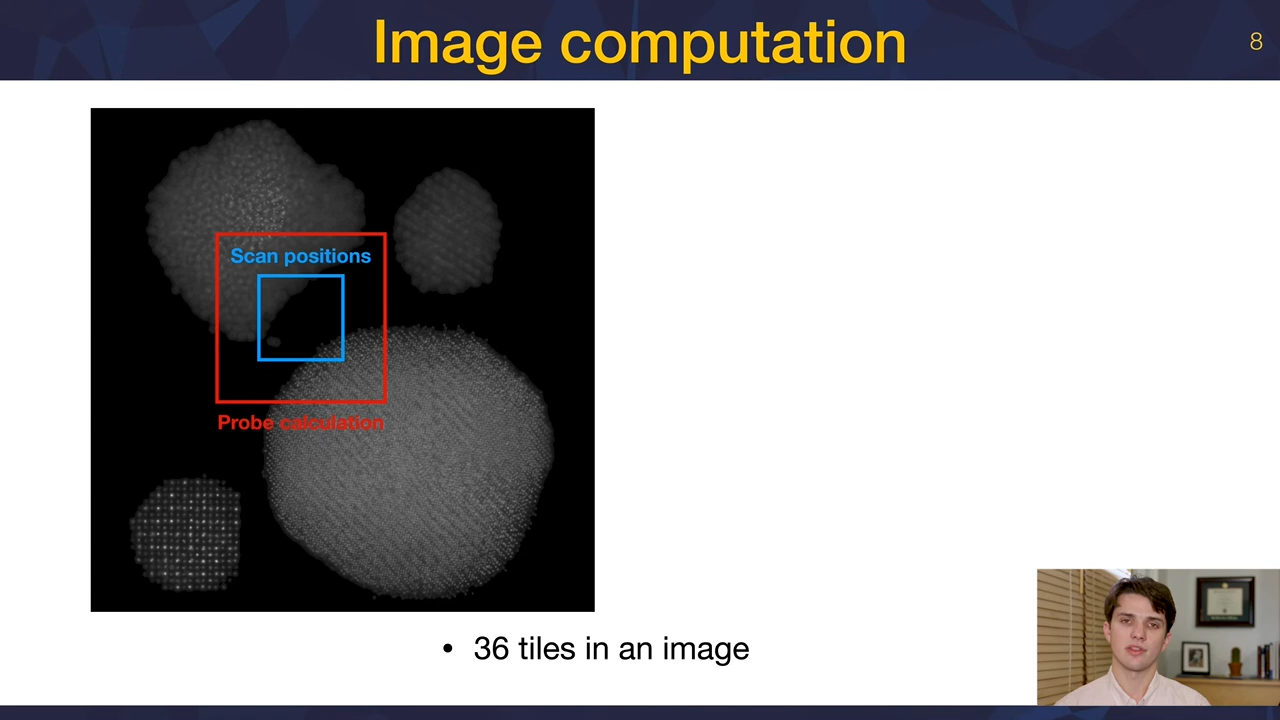 Image computation
8
Scan positions
Probe calculation
• 36 tiles in an image